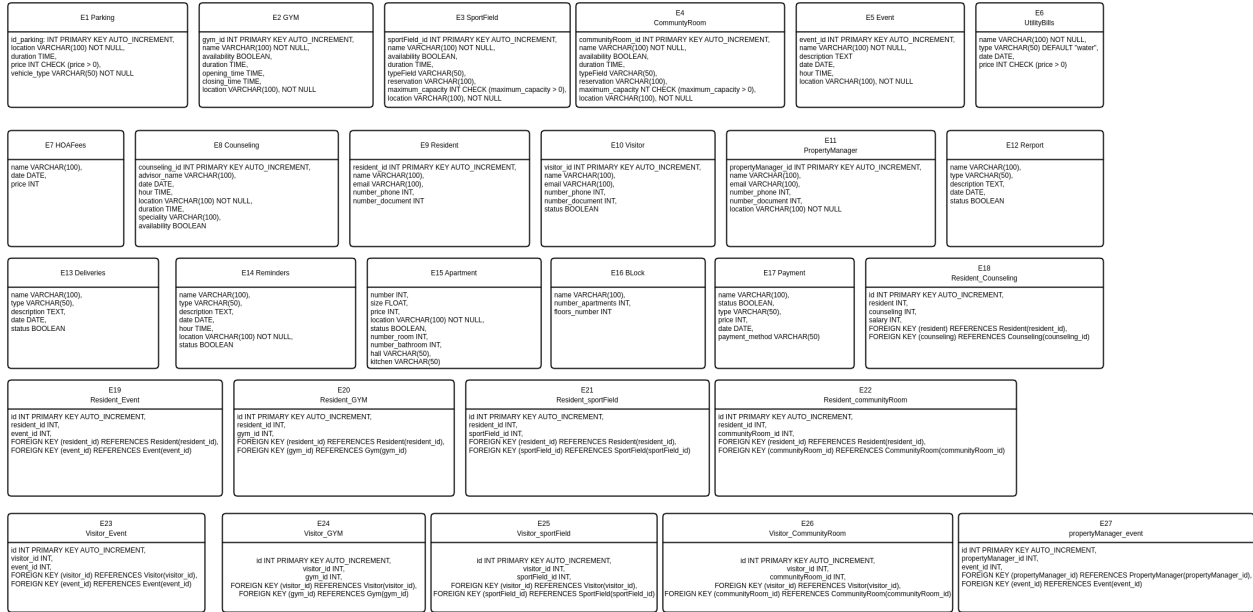 E1 Parking
id_parking: INT PRIMARY KEY AUTO_INCREMENT,
location VARCHAR(100) NOT NULL,
duration TIME,
price INT CHECK (price > 0),
vehicle_type VARCHAR(50) NOT NULL
E2 GYM
gym_id INT PRIMARY KEY AUTO_INCREMENT,
name VARCHAR(100) NOT NULL,
availability BOOLEAN,
duration TIME,
opening_time TIME,
closing_time TIME,
location VARCHAR(100), NOT NULL
E3 SportField
sportField_id INT PRIMARY KEY AUTO_INCREMENT,
name VARCHAR(100) NOT NULL,
availability BOOLEAN,
duration TIME,
typeField VARCHAR(50),
reservation VARCHAR(100),
maximum_capacity INT CHECK (maximum_capacity > 0),
location VARCHAR(100), NOT NULL
E4
CommuntyRoom
communityRoom_id INT PRIMARY KEY AUTO_INCREMENT,
name VARCHAR(100) NOT NULL,
availability BOOLEAN,
duration TIME,
typeField VARCHAR(50);
reservation VARCHAR(100);
maximum_capacity NT CHECK (maximum_capacity > 0),
location VARCHAR(100), NOT NULL
E5 Event
event_id INT PRIMARY KEY AUTO_INCREMENT,
name VARCHAR(100) NOT NULL,
description TEXT
date DATE,
hour TIME,
location VARCHAR(100), NOT NULL
E6
UtilityBills
name VARCHAR(100) NOT NULL,
type VARCHAR(50) DEFAULT "water",
date DATE,
price INT CHECK (price > 0)
E7 HOAFees
name VARCHAR(100),
date DATE,
price INT
E8 Counseling
counseling_id INT PRIMARY KEY AUTO_INCREMENT,
advisor_name VARCHAR(100),
date DATE,
hour TIME,
location VARCHAR(100) NOT NULL,
duration TIME,
speciality VARCHAR(100),
availability BOOLEAN
E9 Resident
resident_id INT PRIMARY KEY AUTO_INCREMENT,
name VARCHAR(100),
email VARCHAR(100),
number_phone INT,
number_document INT
E10 Visitor
visitor_id INT PRIMARY KEY AUTO_INCREMENT,
name VARCHAR(100),
email VARCHAR(100),
number_phone INT,
number_document INT,
status BOOLEAN
E11
PropertyManager
propertyManager_id INT PRIMARY KEY AUTO_INCREMENT,
name VARCHAR(100),
email VARCHAR(100),
number_phone INT,
number_document INT,
location VARCHAR(100) NOT NULL
E12 Rerport
name VARCHAR(100),
type VARCHAR(50),
description TEXT,
date DATE,
status BOOLEAN
E13 Deliveries
name VARCHAR(100),
type VARCHAR(50),
description TEXT,
date DATE,
status BOOLEAN
E14 Reminders
name VARCHAR(100),
type VARCHAR(50),
description TEXT,
date DATE,
hour TIME,
location VARCHAR(100) NOT NULL,
status BOOLEAN
E15 Apartment
number INT,
size FLOAT,
price INT,
location VARCHAR(100) NOT NULL,
status BOOLEAN,
number_room INT,
number_bathroom INT,
hall VARCHAR(50),
kitchen VARCHAR(50)
E16 BLock
name VARCHAR(100),
number_apartments INT,
floors_number INT
E17 Payment
name VARCHAR(100),
status BOOLEAN,
type VARCHAR(50),
price INT,
date DATE,
payment_method VARCHAR(50)
E18
Resident_Counseling
id INT PRIMARY KEY AUTO_INCREMENT,
resident INT,
counseling INT,
salary INT,
FOREIGN KEY (resident) REFERENCES Resident(resident_id),
FOREIGN KEY (counseling) REFERENCES Counseling(counseling_id)
E19
Resident_Event
id INT PRIMARY KEY AUTO_INCREMENT,
resident_id INT,
event_id INT,
FOREIGN KEY (resident_id) REFERENCES Resident(resident_id),
FOREIGN KEY (event_id) REFERENCES Event(event_id)
E20
Resident_GYM
id INT PRIMARY KEY AUTO_INCREMENT,
resident_id INT,
gym_id INT,
FOREIGN KEY (resident_id) REFERENCES Resident(resident_id),
FOREIGN KEY (gym_id) REFERENCES Gym(gym_id)
E21
Resident_sportField
id INT PRIMARY KEY AUTO_INCREMENT,
resident_id INT,
sportField_id INT,
FOREIGN KEY (resident_id) REFERENCES Resident(resident_id),
FOREIGN KEY (sportField_id) REFERENCES SportField(sportField_id)
E22
Resident_communityRoom
id INT PRIMARY KEY AUTO_INCREMENT,
resident_id INT,
communityRoom_id INT,
FOREIGN KEY (resident_id) REFERENCES Resident(resident_id),
FOREIGN KEY (communityRoom_id) REFERENCES CommunityRoom(communityRoom_id)
E23
Visitor_Event
id INT PRIMARY KEY AUTO_INCREMENT,
visitor_id INT,
event_id INT,
FOREIGN KEY (visitor_id) REFERENCES Visitor(visitor_id),
FOREIGN KEY (event_id) REFERENCES Event(event_id)
E24
Visitor_GYM
id INT PRIMARY KEY AUTO_INCREMENT,
visitor_id INT,
gym_id INT,
FOREIGN KEY (visitor_id) REFERENCES Visitor(visitor_id),
FOREIGN KEY (gym_id) REFERENCES Gym(gym_id)
E25
Visitor_sportField
id INT PRIMARY KEY AUTO_INCREMENT,
visitor_id INT,
sportField_id INT,
FOREIGN KEY (visitor_id) REFERENCES Visitor(visitor_id),
FOREIGN KEY (sportField_id) REFERENCES SportField(sportField_id)
E26
Visitor_CommunityRoom
id INT PRIMARY KEY AUTO_INCREMENT,
visitor_id INT,
communityRoom_id INT,
FOREIGN KEY (visitor_id) REFERENCES Visitor(visitor_id),
FOREIGN KEY (communityRoom_id) REFERENCES CommunityRoom(communityRoom_id)
E27
propertyManager_event
id INT PRIMARY KEY AUTO_INCREMENT,
propertyManager_id INT,
event_id INT,
FOREIGN KEY (propertyManager_id) REFERENCES PropertyManager(propertyManager_id),
FOREIGN KEY (event_id) REFERENCES Event(event_id)